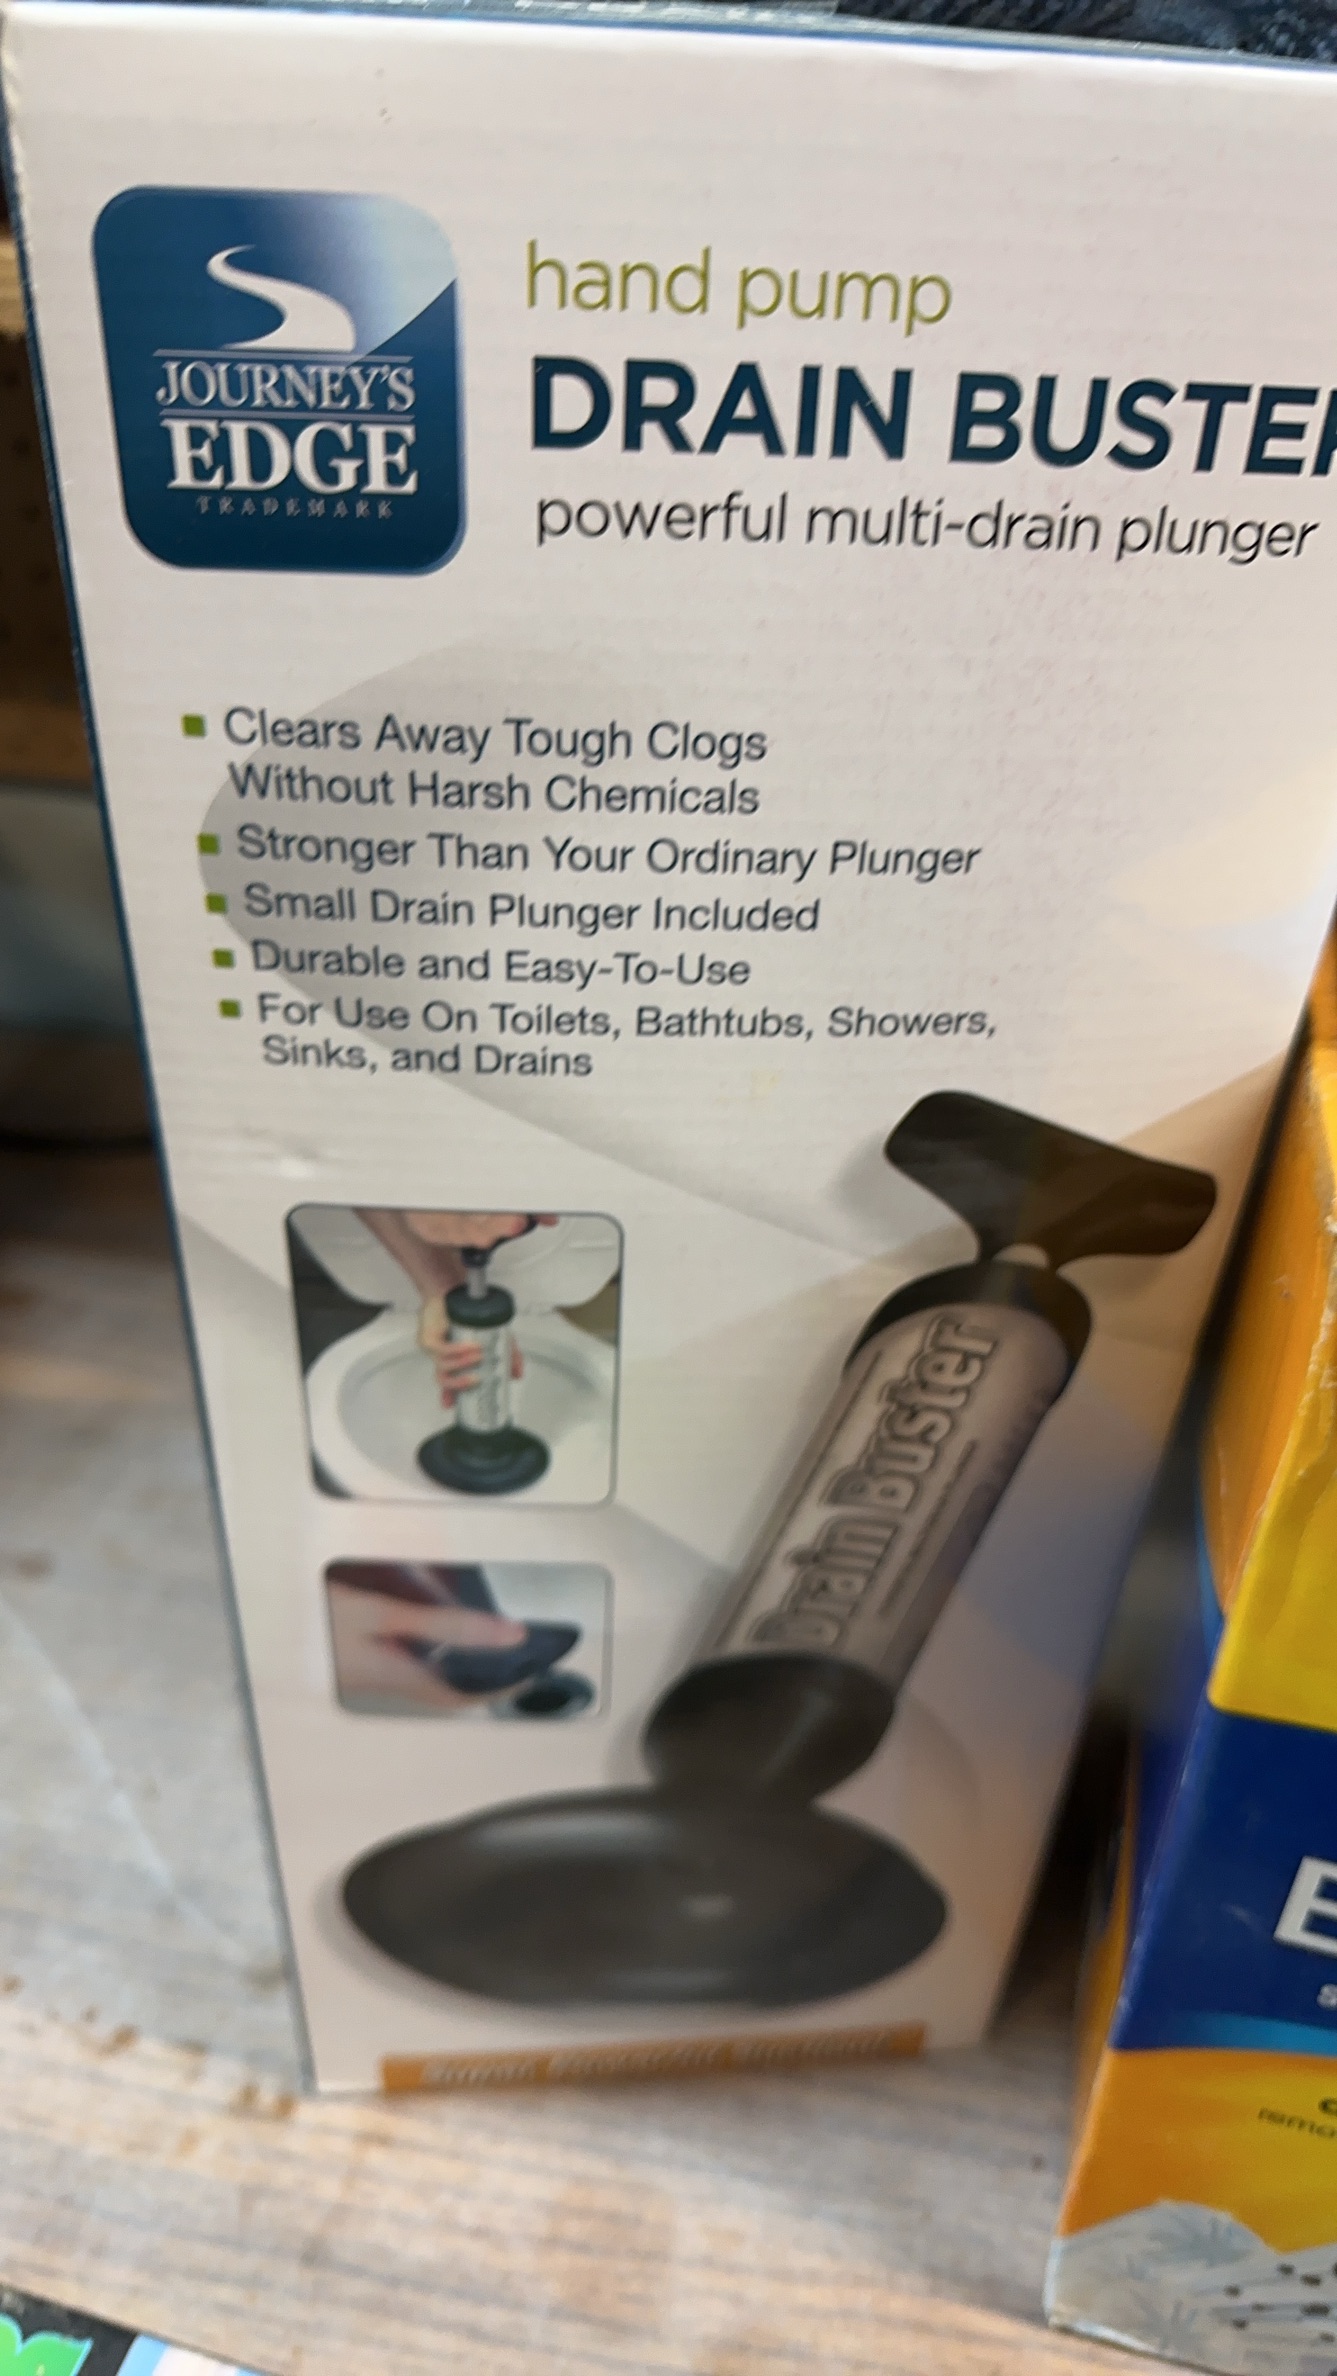 JOURNEY'S
EDGE
TRADEMARK
hand pump
DRAIN BUSTER
powerful multi-drain plunger
■ Clears Away Tough Clogs
Without Harsh Chemicals
■ Stronger Than Your Ordinary Plunger
■ Small Drain Plunger Included
■ Durable and Easy-To-Use
■ For Use On Toilets, Bathtubs, Showers,
Sinks, and Drains
Drain Buster